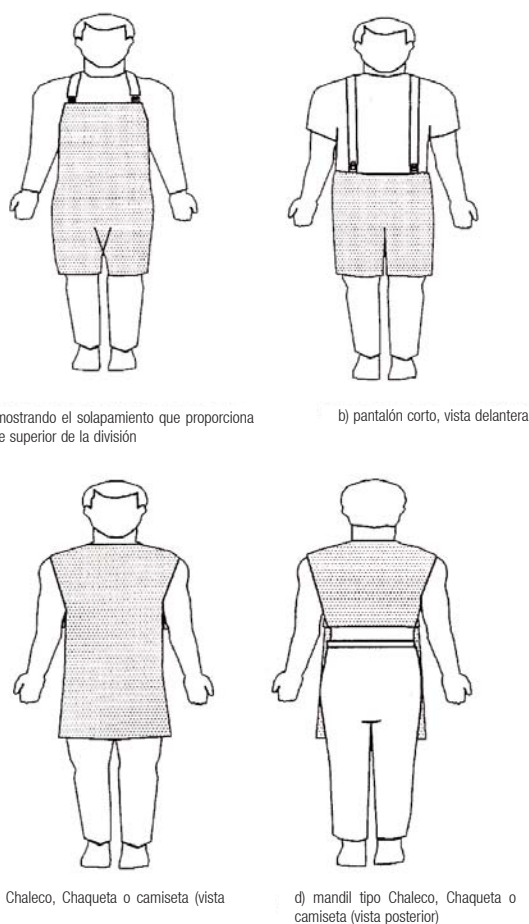 mostrando el solapamiento que proporciona
e superior de la división
b) pantalón corto, vista delantera
Chaleco, Chaqueta o camiseta (vista
d) mandil tipo Chaleco, Chaqueta o
camiseta (vista posterior)